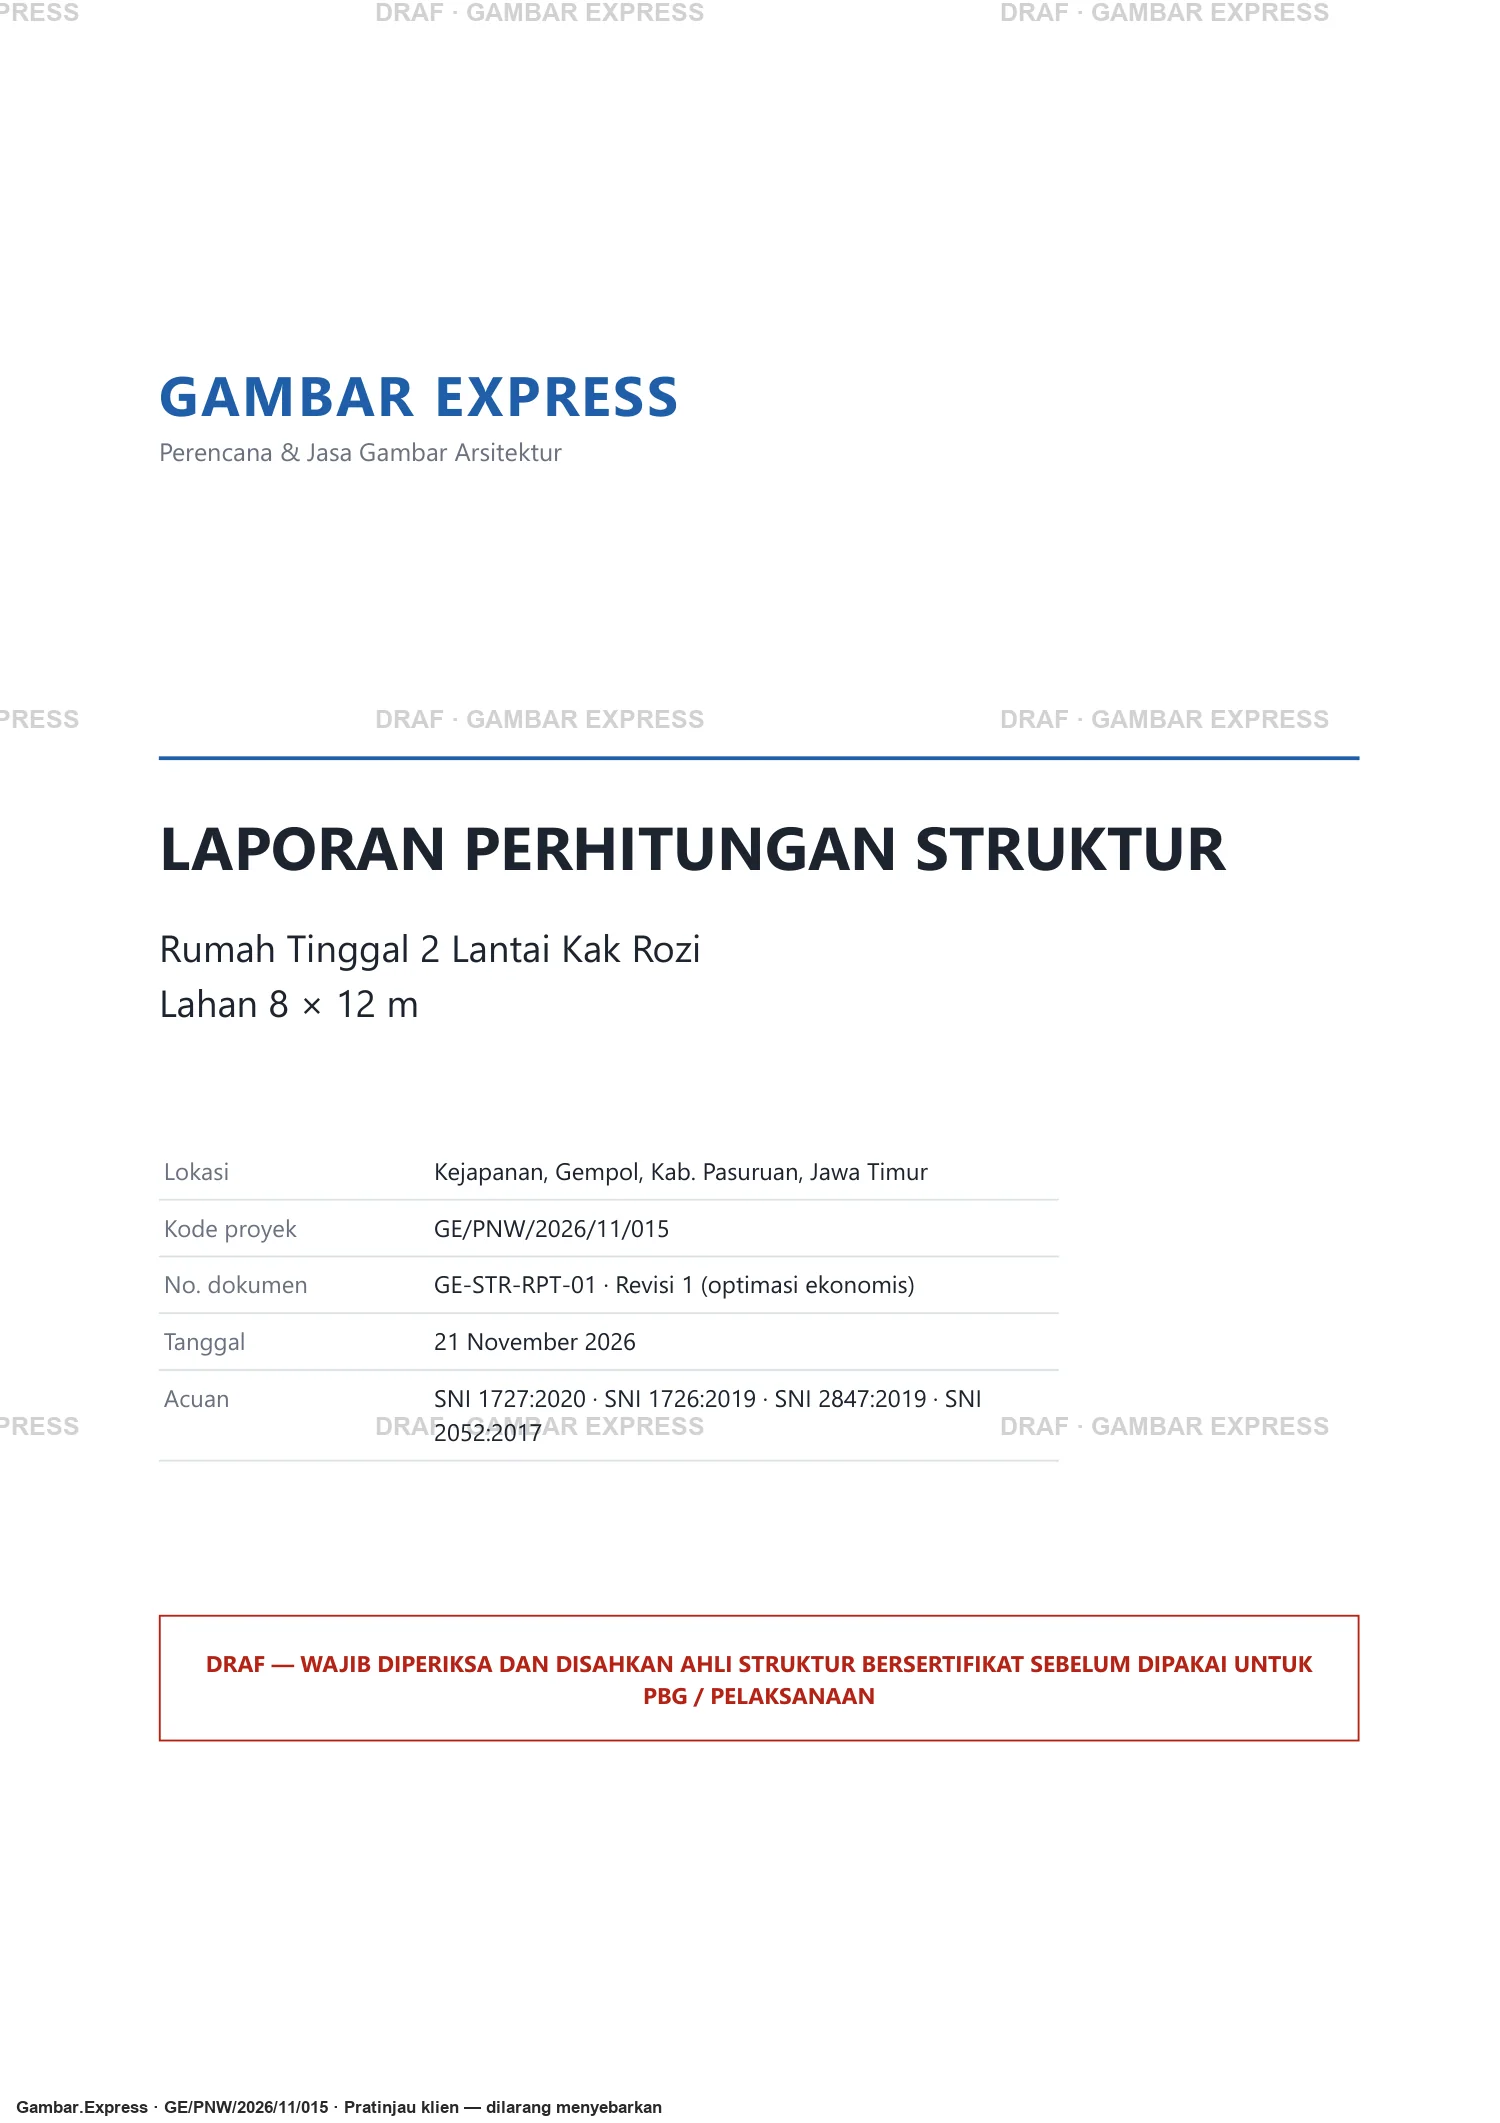 PRESS DRAF · GAMBAR EXPRESS DRAF · GAMBAR EXPRESS
GAMBAR EXPRESS
Perencana & Jasa Gambar Arsitektur
PRESS DRAF · GAMBAR EXPRESS DRAF · GAMBAR EXPRESS
LAPORAN PERHITUNGAN STRUKTUR
Rumah Tinggal 2 Lantai Kak Rozi
Lahan 8 × 12 m
Lokasi Kejapanan, Gempol, Kab. Pasuruan, Jawa Timur
Kode proyek GE/PNW/2026/11/015
No. dokumen GE-STR-RPT-01 · Revisi 1 (optimasi ekonomis)
Tanggal 21 November 2026
Acuan SNI 1727:2020 · SNI 1726:2019 · SNI 2847:2019 · SNI
2052:2017
PRESS DRAF · GAMBAR EXPRESS DRAF · GAMBAR EXPRESS
DRAF — WAJIB DIPERIKSA DAN DISAHKAN AHLI STRUKTUR BERSERTIFIKAT SEBELUM DIPAKAI UNTUK
PBG / PELAKSANAAN
Gambar.Express · GE/PNW/2026/11/015 · Pratinjau klien — dilarang menyebarkan